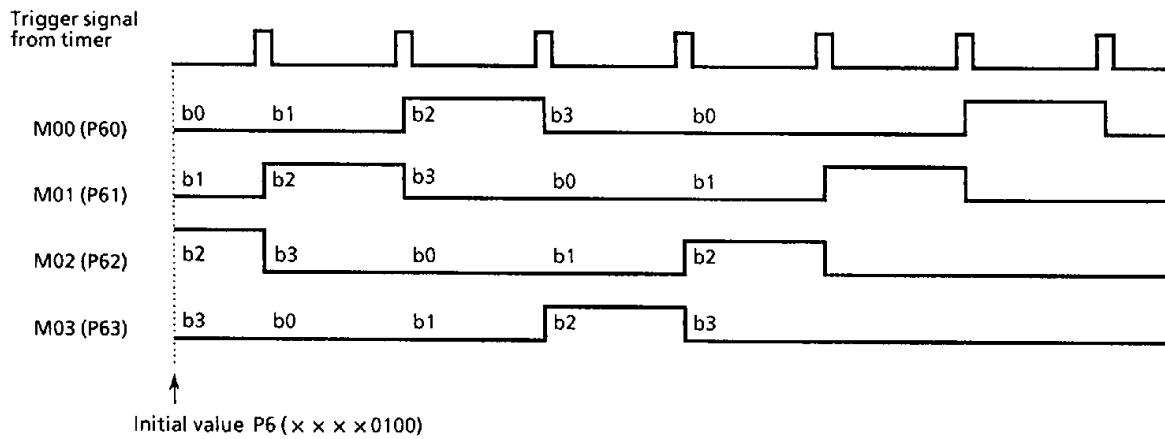 Trigger signal
from timer
M00 (P60) b0 b1 b2 b3 b0
M01 (P61) b1 b2 b3 b0 b1
M02 (P62) b2 b3 b0 b1 b2
M03 (P63) b3 b0 b1 b2 b3
Initial value P6 (××××0100)